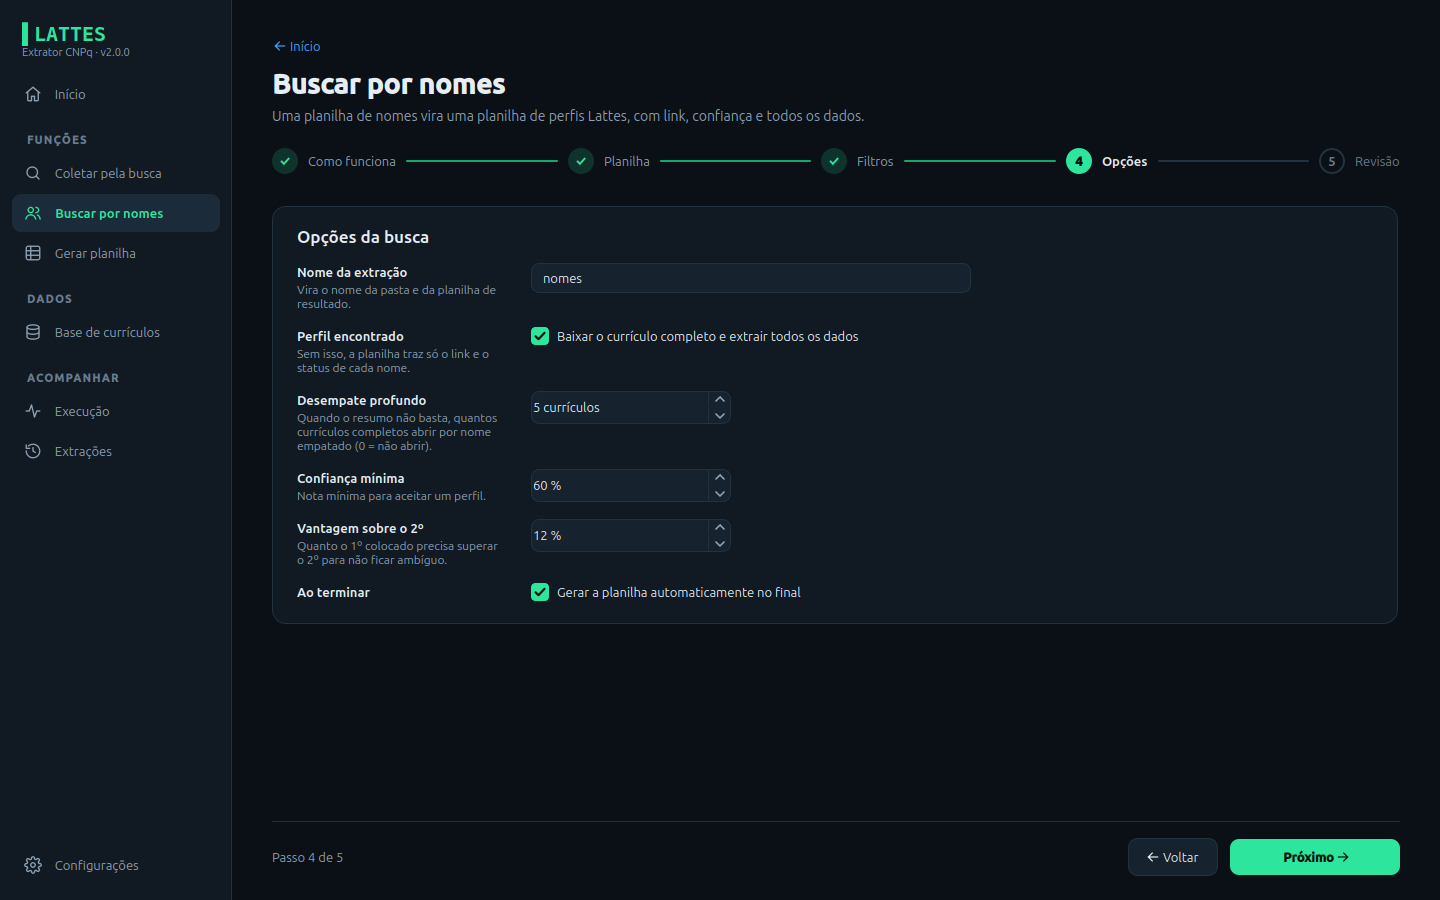 LATTES
Extrator CNPq · v2.0.0
Início
FUNÇÕES
Coletar pela busca
Buscar por nomes
Gerar planilha
DADOS
Base de currículos
ACOMPANHAR
Execução
Extrações
Configurações
← Início
Buscar por nomes
Uma planilha de nomes vira uma planilha de perfis Lattes, com link, confiança e todos os dados.
Como funciona
Planilha
Filtros
4 Opções
5 Revisão
Opções da busca
Nome da extração
Vira o nome da pasta e da planilha de
resultado.
nomes
Perfil encontrado
Sem isso, a planilha traz só o link e o
status de cada nome.
Baixar o currículo completo e extrair todos os dados
Desempate profundo
Quando o resumo não basta, quantos
currículos completos abrir por nome
empatado (0 = não abrir).
5 currículos
Confiança mínima
Nota mínima para aceitar um perfil.
60 %
Vantagem sobre o 2º
Quanto o 1º colocado precisa superar
o 2º para não ficar ambíguo.
12 %
Ao terminar
Gerar a planilha automaticamente no final
Passo 4 de 5
← Voltar
Próximo →